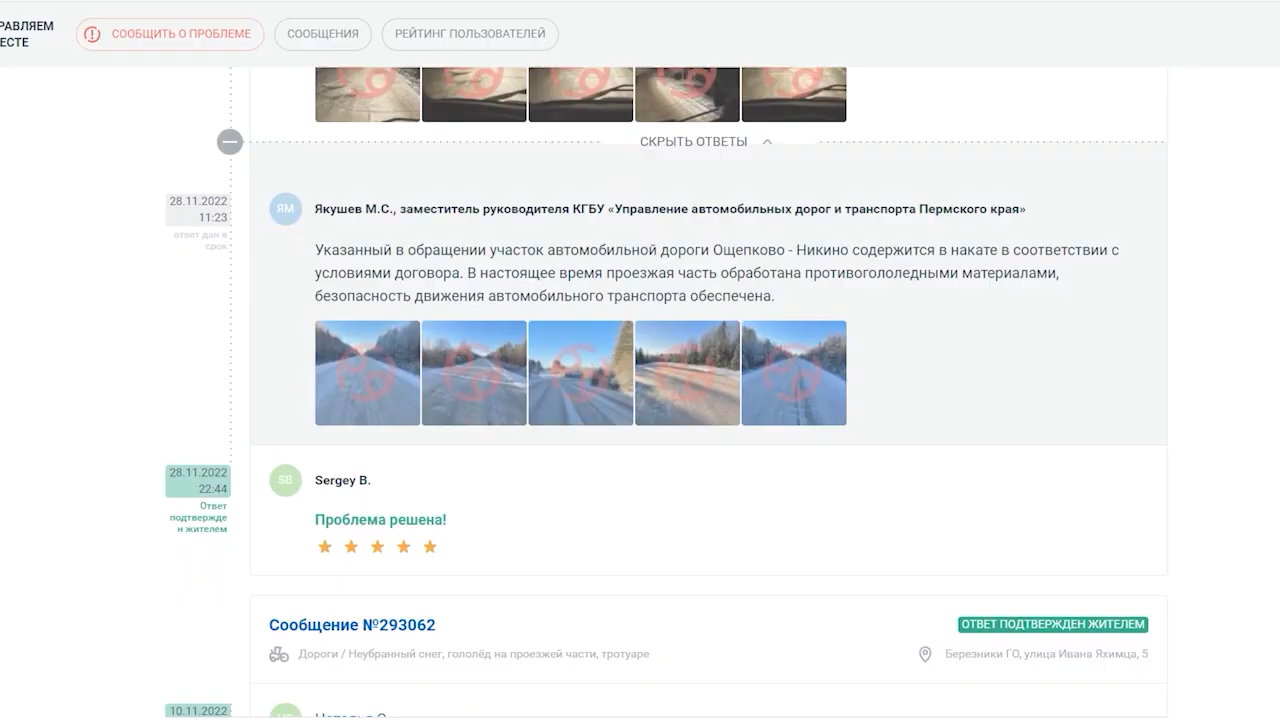 РАВЛЯЕМ
ЕСТЕ
СООБЩИТЬ О ПРОБЛЕМЕ
СООБЩЕНИЯ
РЕЙТИНГ ПОЛЬЗОВАТЕЛЕЙ
СКРЫТЬ ОТВЕТЫ
28.11.2022
11:23
ответ дан в
срок
ЯМ
Якушев М.С., заместитель руководителя КГБУ «Управление автомобильных дорог и транспорта Пермского края»
Указанный в обращении участок автомобильной дороги Ощепково - Никино содержится в накате в соответствии с
условиями договора. В настоящее время проезжая часть обработана противогололедными материалами,
безопасность движения автомобильного транспорта обеспечена.
28.11.2022
22:44
Ответ
подтвержде
н жителем
SB
Sergey B.
Проблема решена!
Сообщение №293062
ОТВЕТ ПОДТВЕРЖДЕН ЖИТЕЛЕМ
Дороги / Неубранный снег, гололёд на проезжей части, тротуаре
Березники ГО, улица Ивана Яхимца, 5
10.11.2022